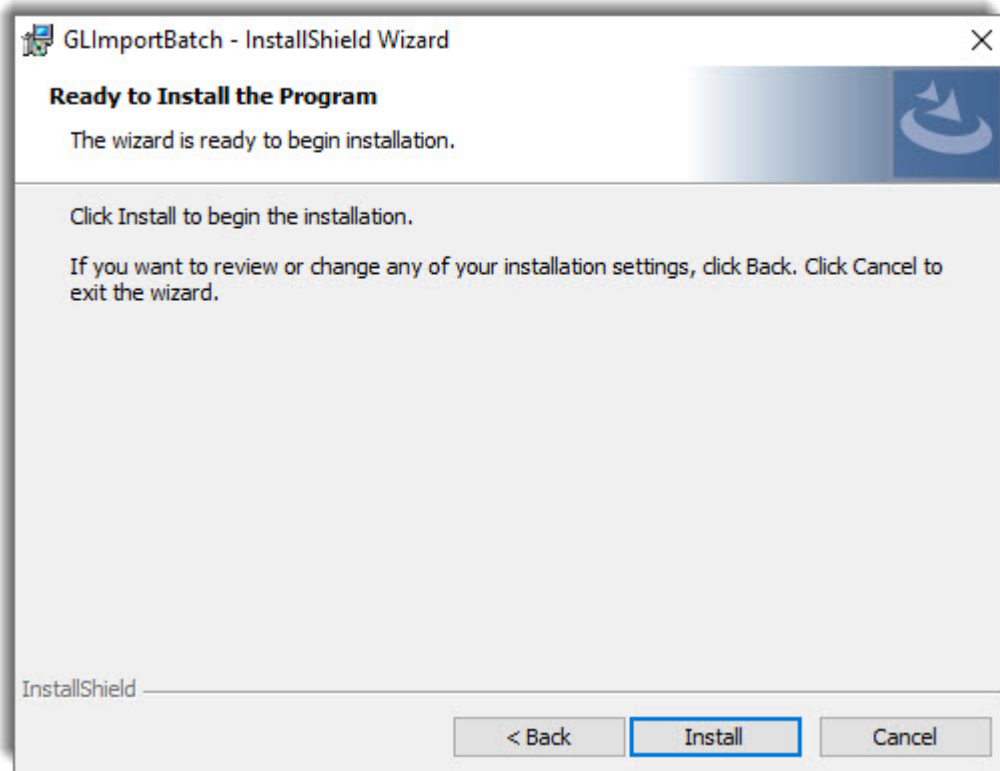 GLImportBatch - InstallShield Wizard
Ready to Install the Program
The wizard is ready to begin installation.
Click Install to begin the installation.
If you want to review or change any of your installation settings, click Back. Click Cancel to
exit the wizard.
InstallShield
< Back
Install
Cancel